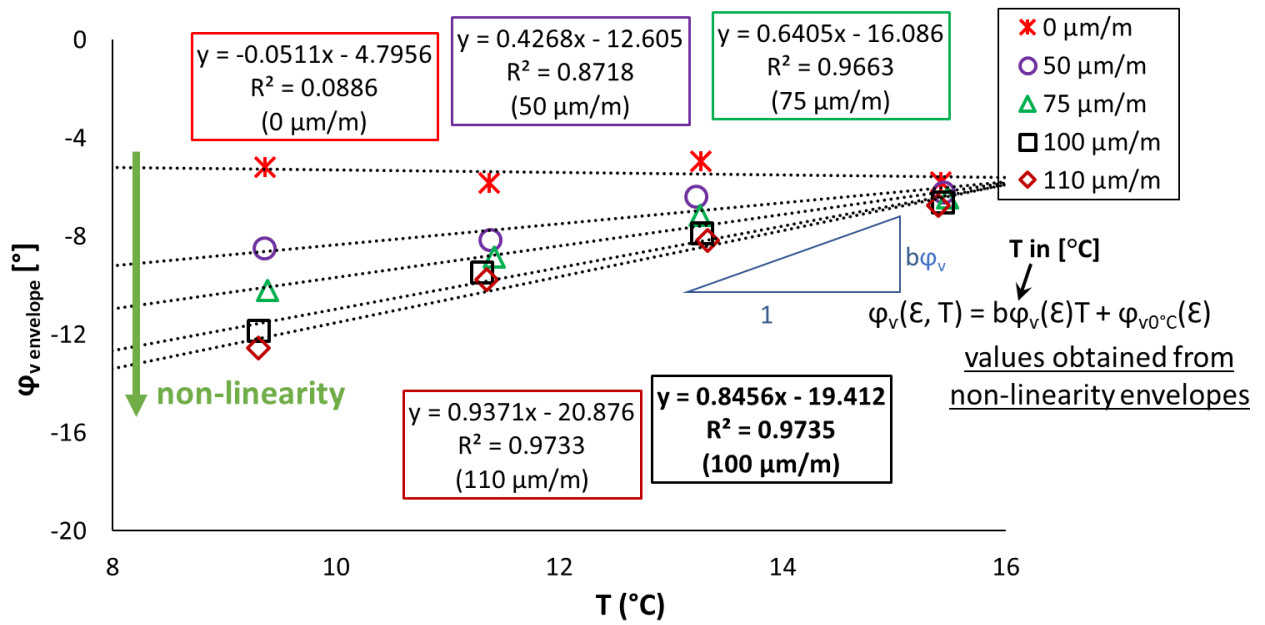 y = -0.0511x - 4.7956
R² = 0.0886
(0 µm/m)
y = 0.4268x - 12.605
R² = 0.8718
(50 µm/m)
y = 0.6405x - 16.086
R² = 0.9663
(75 µm/m)
0 µm/m
50 µm/m
75 µm/m
100 µm/m
110 µm/m
0
-4
-8
-12
-16
-20
φv envelope [°]
non-linearity
bφv
1
T in [°C]
φv(Ɛ, T) = bφv(Ɛ)T + φv0°C(Ɛ)
values obtained from
non-linearity envelopes
y = 0.9371x - 20.876
R² = 0.9733
(110 µm/m)
y = 0.8456x - 19.412
R² = 0.9735
(100 µm/m)
8
10
12
14
16
T (°C)